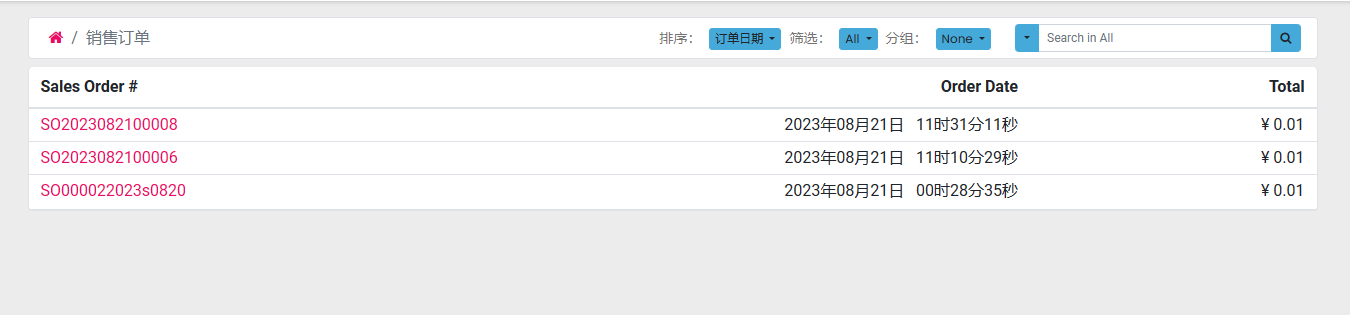 / 销售订单 排序： 订单日期 筛选： All 分组： None Search in All
Sales Order # Order Date Total
SO2023082100008 2023年08月21日 11时31分11秒 ¥ 0.01
SO2023082100006 2023年08月21日 11时10分29秒 ¥ 0.01
SO000022023s0820 2023年08月21日 00时28分35秒 ¥ 0.01